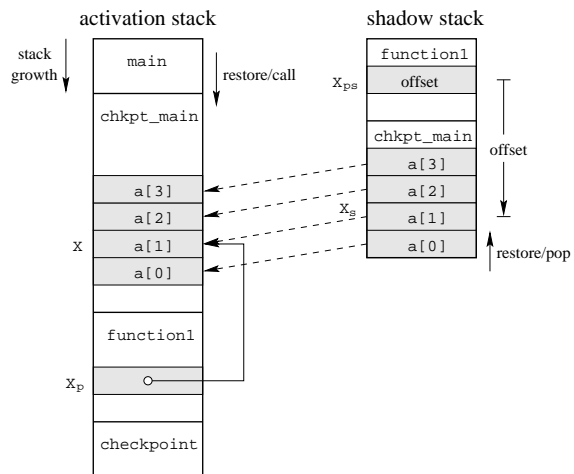 activation stack
shadow stack
stack
growth
main
restore/call
chkpt_main
a[3]
a[2]
X
a[1]
a[0]
function1
Xp
checkpoint
function1
Xps
offset
chkpt_main
a[3]
a[2]
Xs
a[1]
a[0]
offset
restore/pop